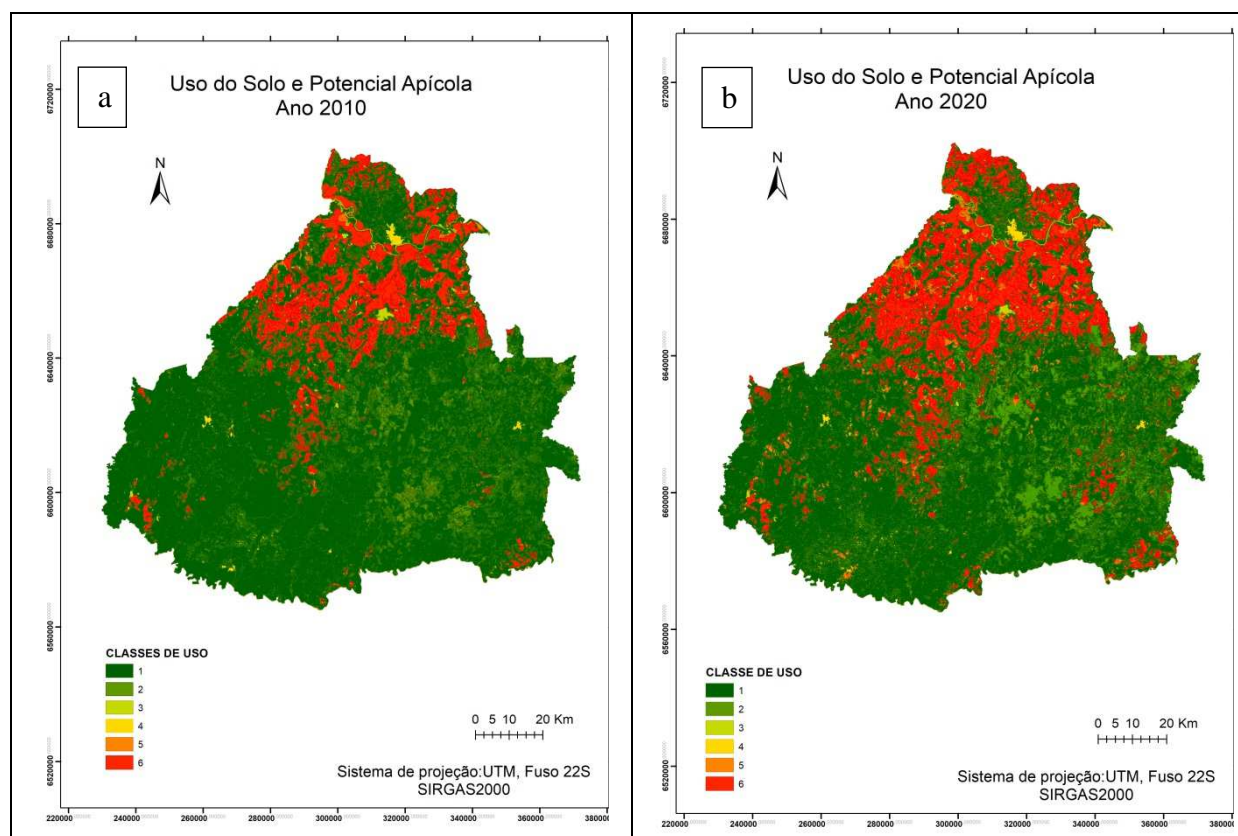 a
Uso do Solo e Potencial Apícola
Ano 2010
N
6720000
6680000
6640000
6600000
6560000
6520000
CLASSES DE USO
1
2
3
4
5
6
0 5 10 20 Km
Sistema de projeção:UTM, Fuso 22S
SIRGAS2000
220000 240000 260000 280000 300000 320000 340000 360000 380000
b
Uso do Solo e Potencial Apícola
Ano 2020
N
6720000
6680000
6640000
6600000
6560000
6520000
CLASSE DE USO
1
2
3
4
5
6
0 5 10 20 Km
Sistema de projeção:UTM, Fuso 22S
SIRGAS2000
220000 240000 260000 280000 300000 320000 340000 360000 380000